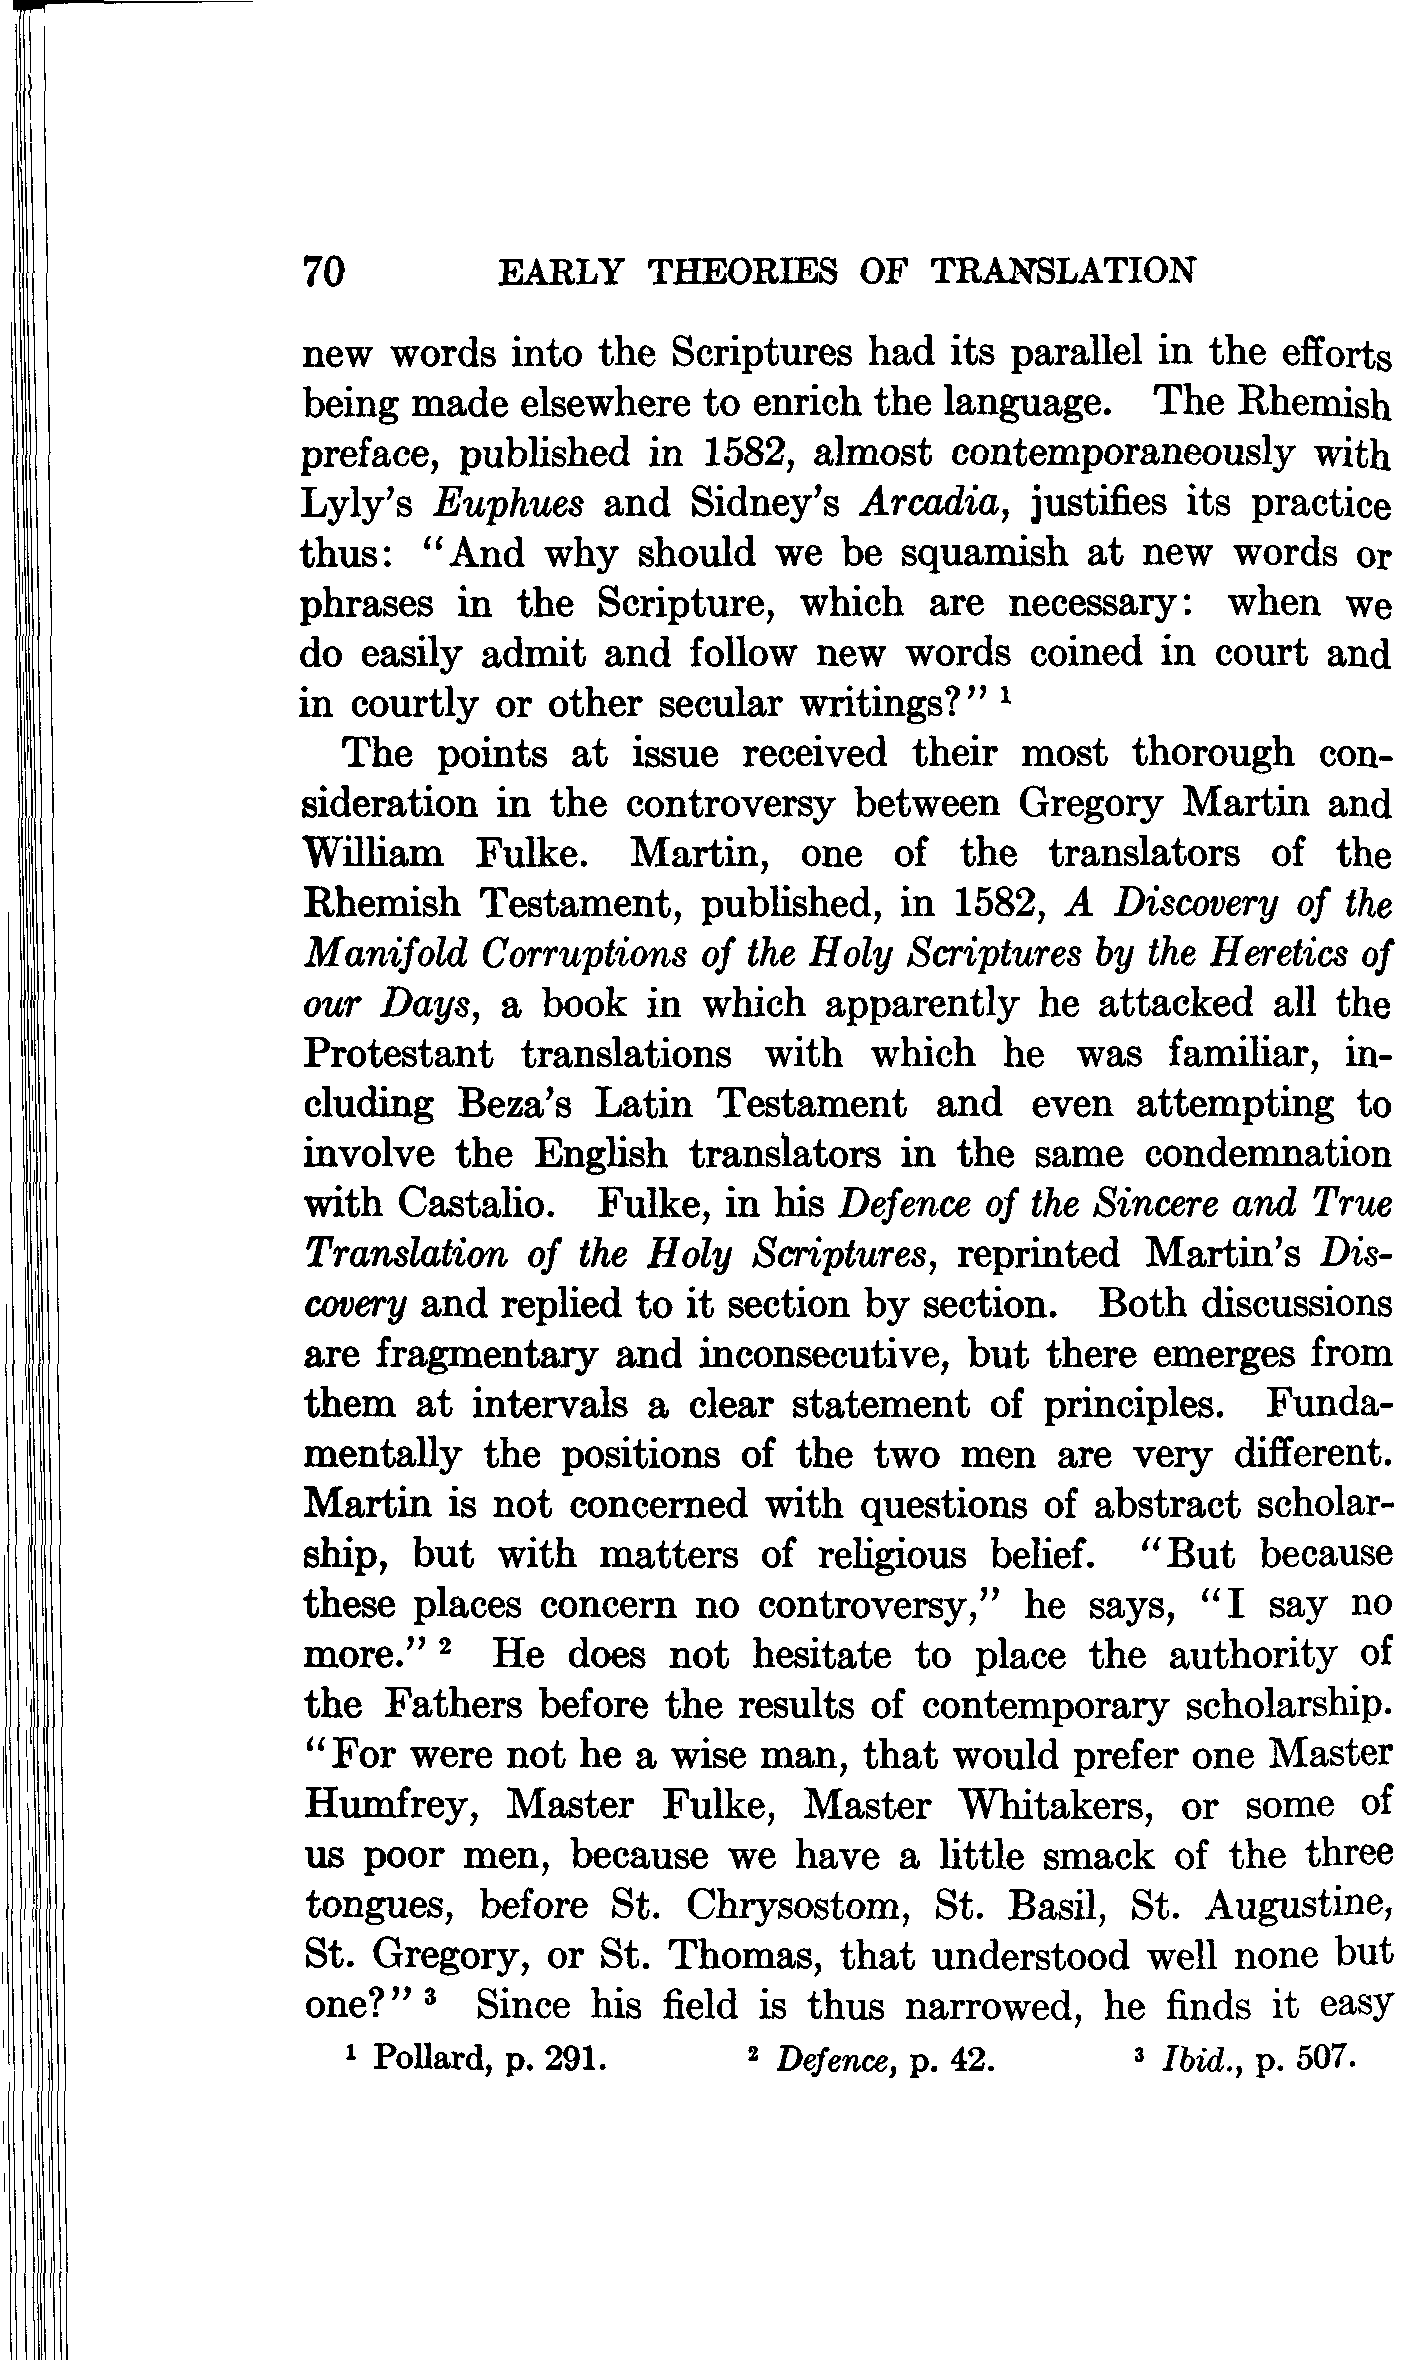 70 EARLY THEORIES OF TRANSLATION
new words into the Scriptures had its parallel in the efforts
being made elsewhere to enrich the language. The Rhemish
preface, published in 1582, almost contemporaneously with
Lyly's Euphues and Sidney's Arcadia, justifies its practice
thus: "And why should we be squamish at new words or
phrases in the Scripture, which are necessary: when we
do easily admit and follow new words coined in court and
in courtly or other secular writings?" ¹
The points at issue received their most thorough con-
sideration in the controversy between Gregory Martin and
William Fulke. Martin, one of the translators of the
Rhemish Testament, published, in 1582, A Discovery of the
Manifold Corruptions of the Holy Scriptures by the Heretics of
our Days, a book in which apparently he attacked all the
Protestant translations with which he was familiar, in-
cluding Beza's Latin Testament and even attempting to
involve the English translators in the same condemnation
with Castalio. Fulke, in his Defence of the Sincere and True
Translation of the Holy Scriptures, reprinted Martin's Dis-
covery and replied to it section by section. Both discussions
are fragmentary and inconsecutive, but there emerges from
them at intervals a clear statement of principles. Funda-
mentally the positions of the two men are very different.
Martin is not concerned with questions of abstract scholar-
ship, but with matters of religious belief. "But because
these places concern no controversy," he says, "I say no
more." ² He does not hesitate to place the authority of
the Fathers before the results of contemporary scholarship.
"For were not he a wise man, that would prefer one Master
Humfrey, Master Fulke, Master Whitakers, or some of
us poor men, because we have a little smack of the three
tongues, before St. Chrysostom, St. Basil, St. Augustine,
St. Gregory, or St. Thomas, that understood well none but
one?" ³ Since his field is thus narrowed, he finds it easy
¹ Pollard, p. 291. ² Defence, p. 42. ³ Ibid., p. 507.